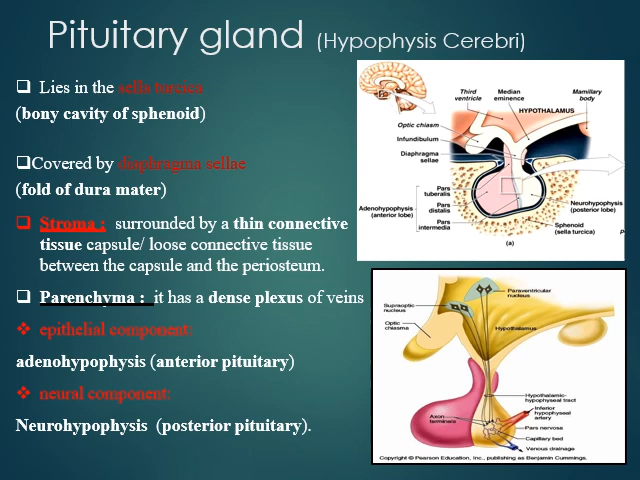 Pituitary gland (Hypophysis Cerebri)
❑ Lies in the sella turcica
(bony cavity of sphenoid)
❑Covered by diaphragma sellae
(fold of dura mater)
❑ Stroma : surrounded by a thin connective
tissue capsule/ loose connective tissue
between the capsule and the periosteum.
❑ Parenchyma : it has a dense plexus of veins
❖ epithelial component:
adenohypophysis (anterior pituitary)
❖ neural component:
Neurohypophysis (posterior pituitary).
Third
ventricle
Median
eminence
Mamillary
body
HYPOTHALAMUS
Optic chiasm
Infundibulum
Diaphragma
sellae
Pars
tuberalis
Adenohypophysis
(anterior lobe)
Pars
distalis
Pars
intermedia
Neurohypophysis
(posterior lobe)
Sphenoid
(sella turcica)
P
(a)
Paraventricular
nucleus
Supraoptic
nucleus
Optic
chiasma
Hypothalamus
Hypothalamic-
hypophyseal tract
Axon
terminals
Inferior
hypophyseal
artery
Pars nervosa
Capillary bed
Venous drainage
Copyright © Pearson Education, Inc., publishing as Benjamin Cummings.